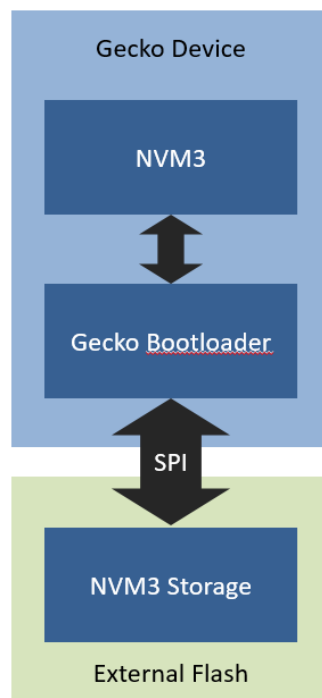 Gecko Device
NVM3
Gecko Bootloader
SPI
NVM3 Storage
External Flash